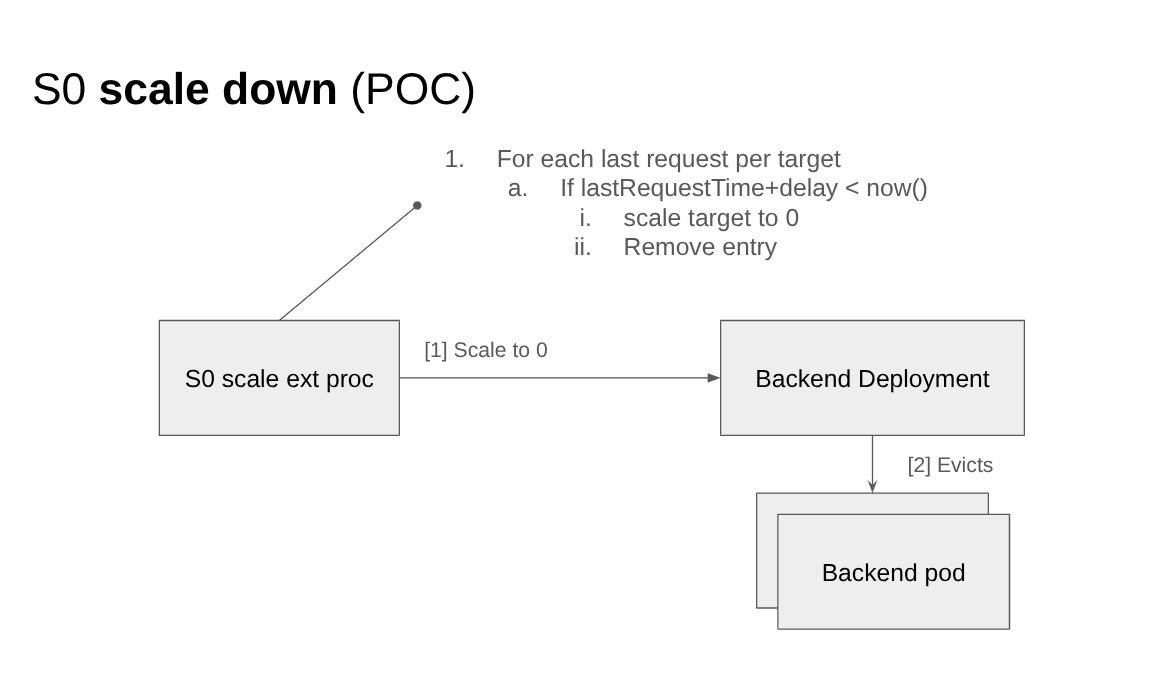 S0 scale down (POC)
1. For each last request per target
a. If lastRequestTime+delay < now()
i. scale target to 0
ii. Remove entry
S0 scale ext proc
[1] Scale to 0
Backend Deployment
[2] Evicts
Backend pod